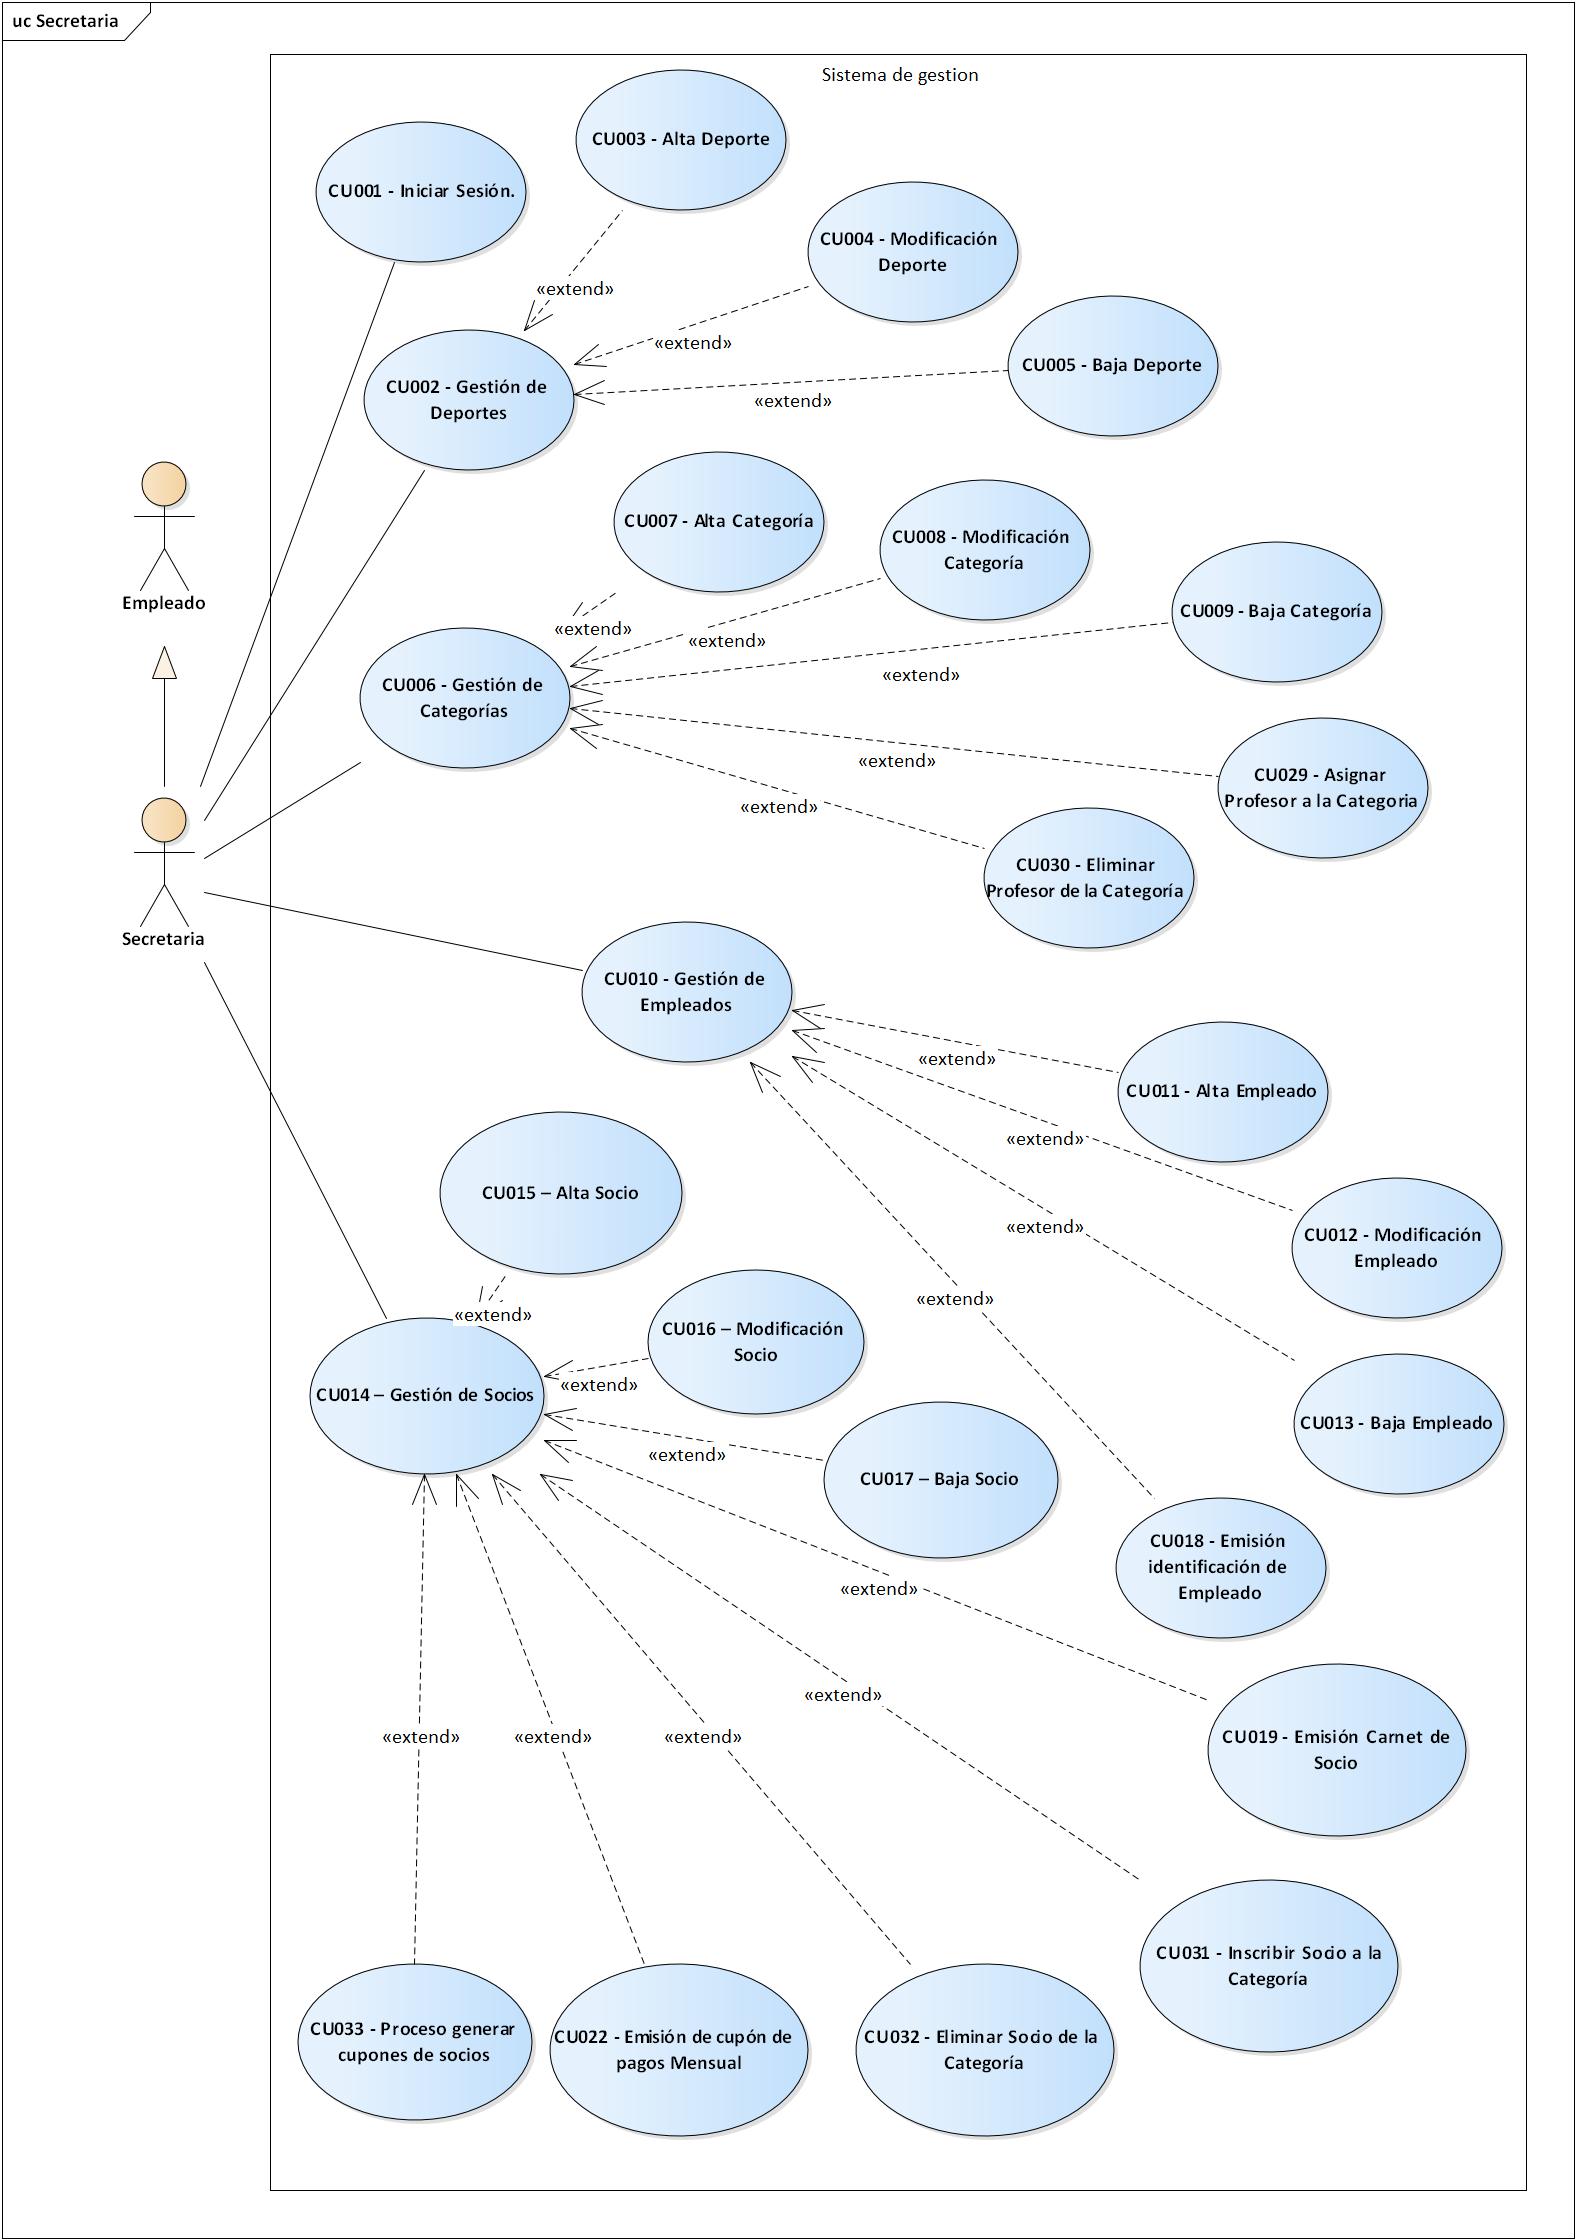 uc Secretaria
Sistema de gestion
CU003 - Alta Deporte
CU001 - Iniciar Sesión.
CU004 - Modificación
Deporte
«extend»
«extend»
CU005 - Baja Deporte
CU002 - Gestión de
Deportes
«extend»
CU007 - Alta Categoría
CU008 - Modificación
Categoría
Empleado
CU009 - Baja Categoría
«extend»
«extend»
«extend»
CU006 - Gestión de
Categorías
«extend»
CU029 - Asignar
Profesor a la Categoria
«extend»
CU030 - Eliminar
Profesor de la Categoría
Secretaria
CU010 - Gestión de
Empleados
«extend»
CU011 - Alta Empleado
«extend»
CU015 – Alta Socio
«extend»
CU012 - Modificación
Empleado
«extend»
«extend»
CU016 – Modificación
Socio
«extend»
CU014 – Gestión de Socios
CU013 - Baja Empleado
«extend»
CU017 – Baja Socio
CU018 - Emisión
identificación de
Empleado
«extend»
«extend»
«extend»
«extend»
«extend»
CU019 - Emisión Carnet de
Socio
CU031 - Inscribir Socio a la
Categoría
CU033 - Proceso generar
cupones de socios
CU022 - Emisión de cupón de
pagos Mensual
CU032 - Eliminar Socio de la
Categoría